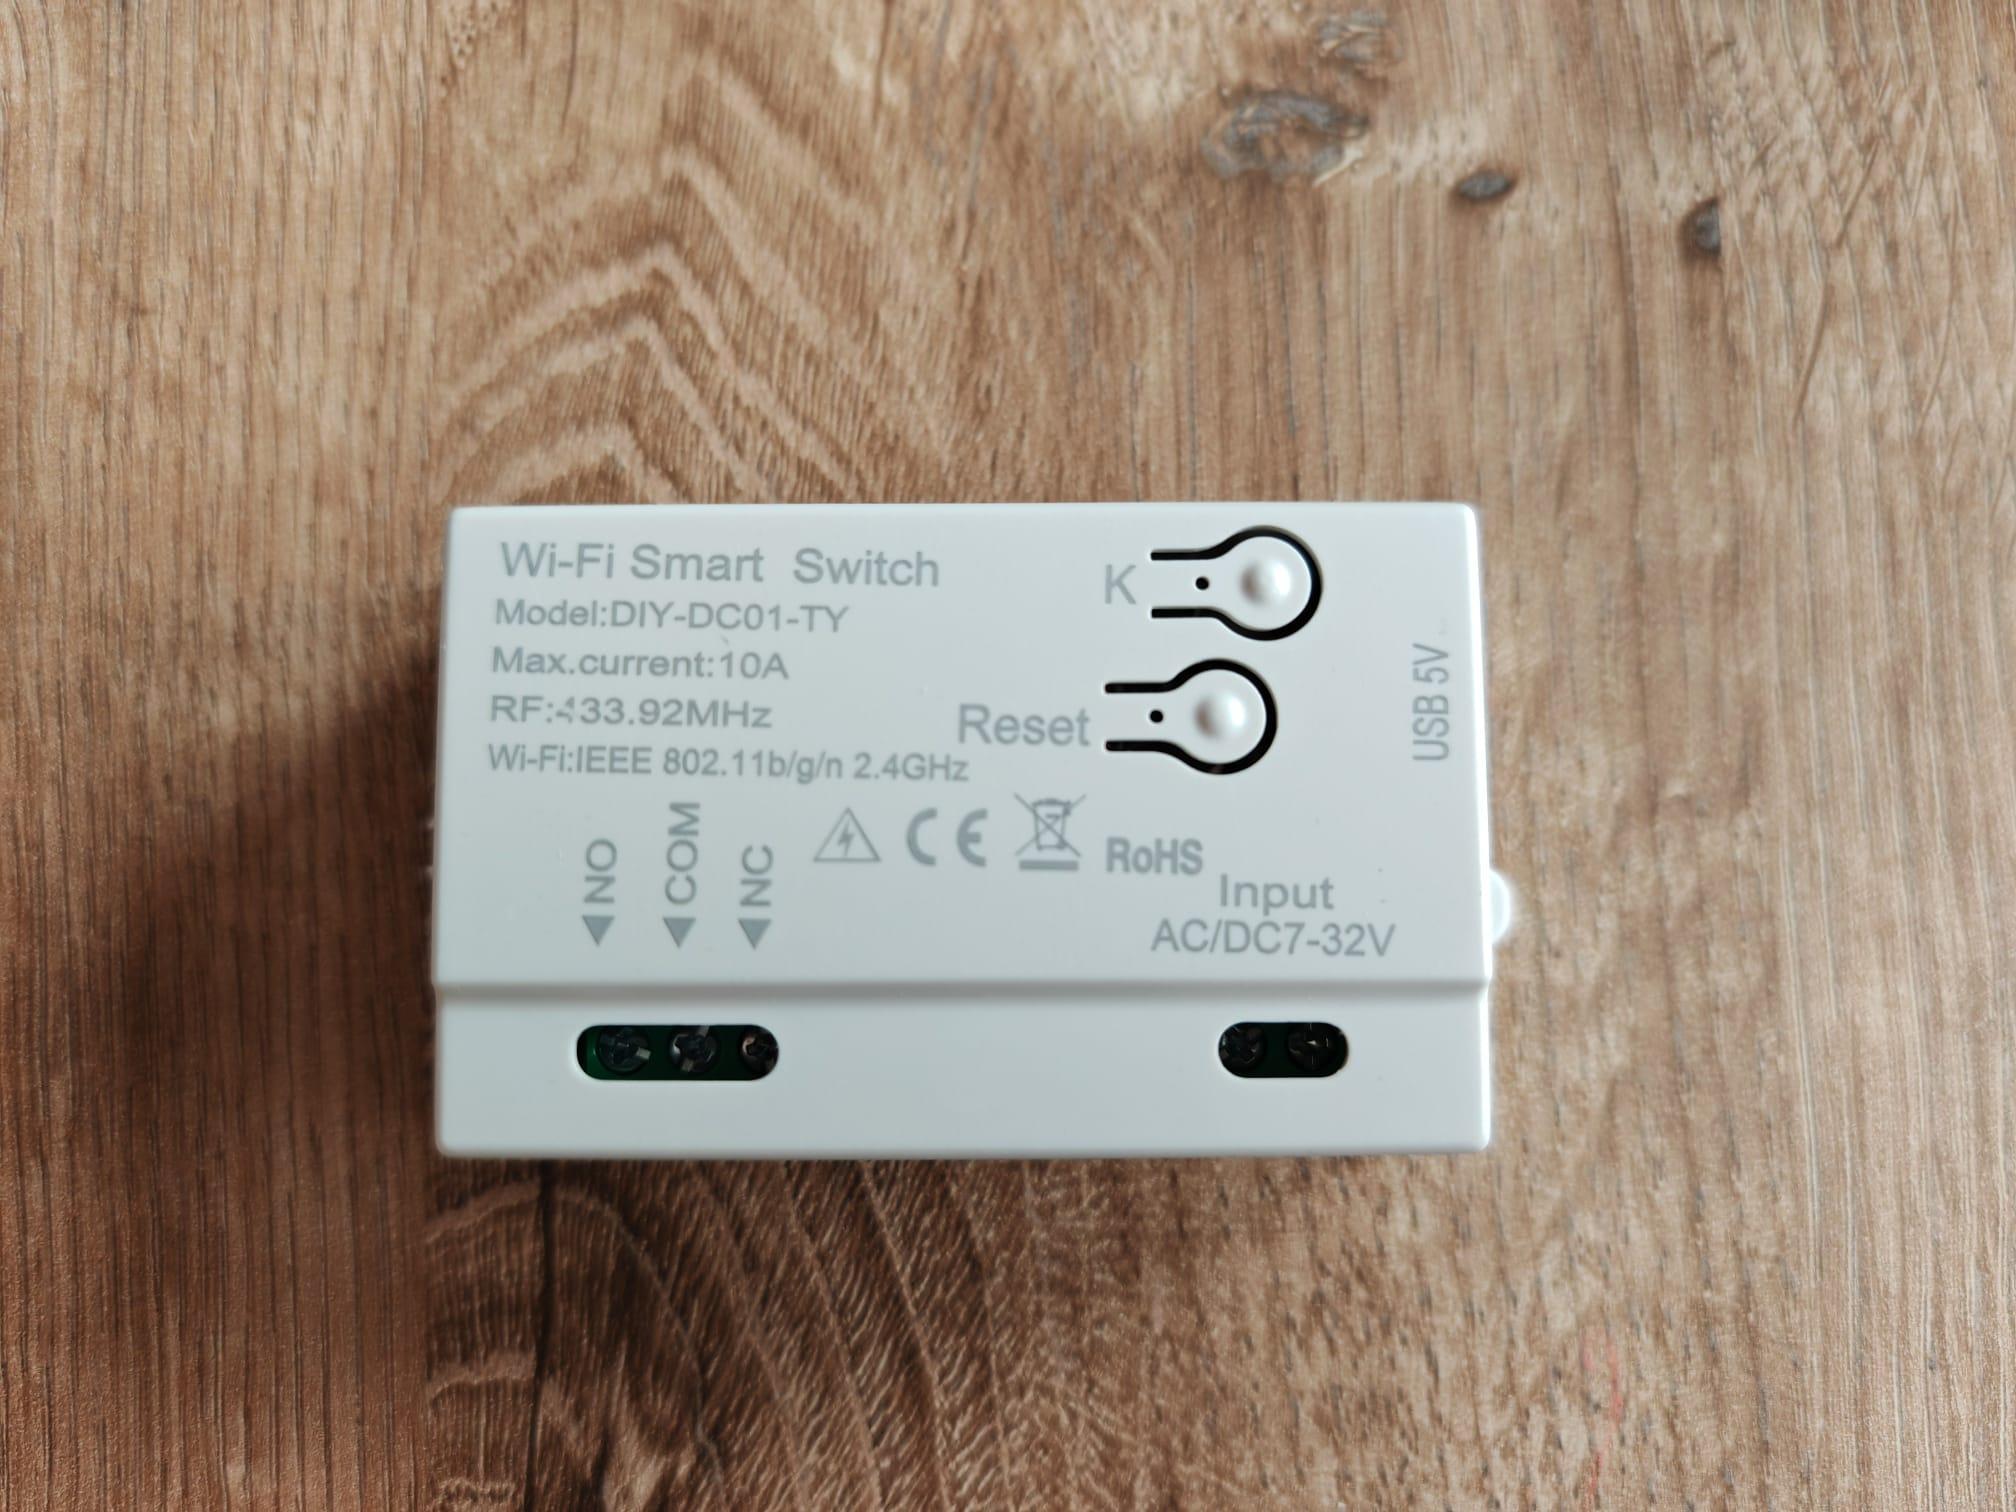 Wi-Fi Smart Switch
Model:DIY-DC01-TY
Max.current:10A
RF:433.92MHz
Wi-Fi:IEEE 802.11b/g/n 2.4GHz
K
Reset
USB 5V
NO
COM
NC
CE
RoHS
Input
AC/DC7-32V